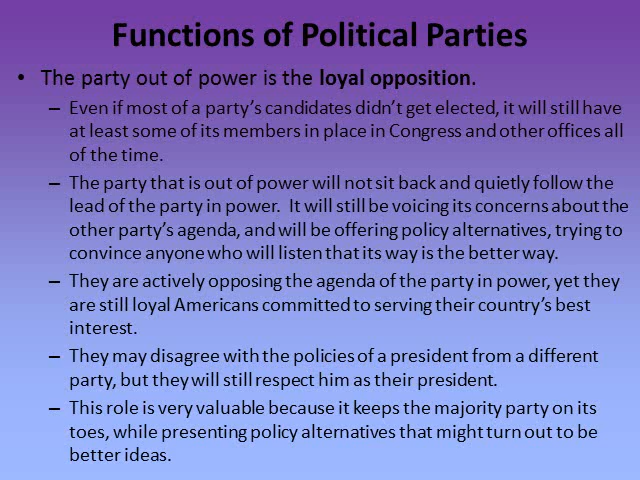 Functions of Political Parties
• The party out of power is the loyal opposition.
– Even if most of a party’s candidates didn’t get elected, it will still have
at least some of its members in place in Congress and other offices all
of the time.
– The party that is out of power will not sit back and quietly follow the
lead of the party in power.  It will still be voicing its concerns about the
other party’s agenda, and will be offering policy alternatives, trying to
convince anyone who will listen that its way is the better way.
– They are actively opposing the agenda of the party in power, yet they
are still loyal Americans committed to serving their country’s best
interest.
– They may disagree with the policies of a president from a different
party, but they will still respect him as their president.
– This role is very valuable because it keeps the majority party on its
toes, while presenting policy alternatives that might turn out to be
better ideas.